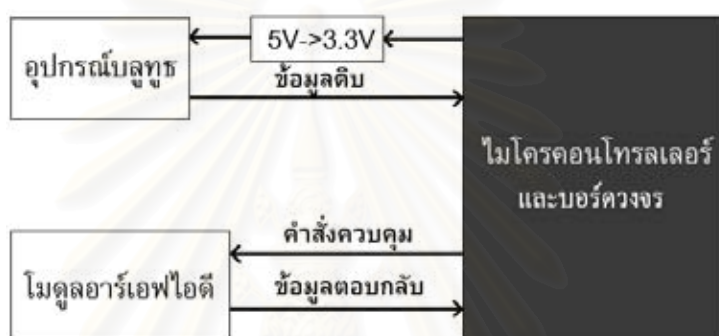 5V->3.3V
อุปกรณ์บลูทูธ
ข้อมูลดิบ
ไมโครคอนโทรลเลอร์
และบอร์ดวงจร
คำสั่งควบคุม
โมดูลอาร์เอฟไอดี
ข้อมูลตอบกลับ